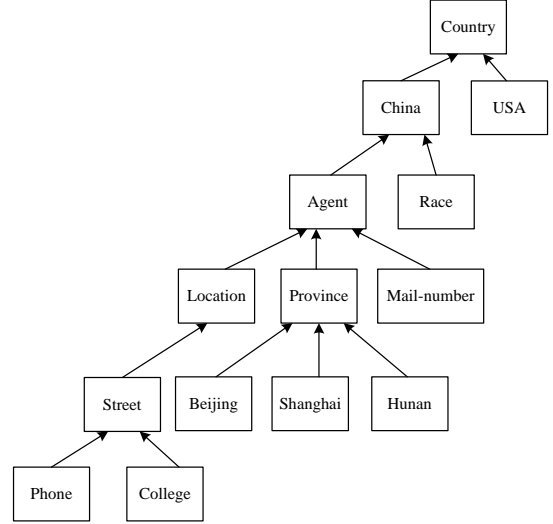 Country
China
USA
Agent
Race
Location
Province
Mail-number
Street
Beijing
Shanghai
Hunan
Phone
College